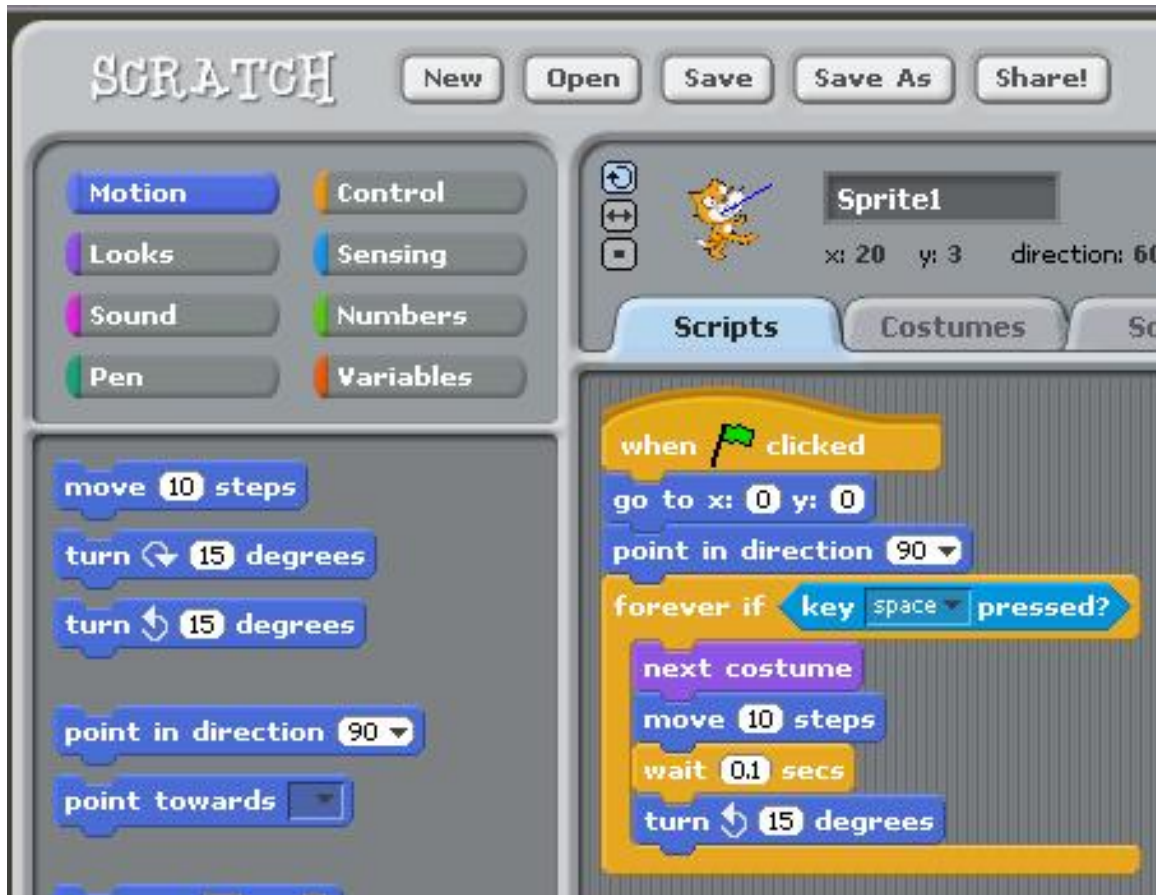 SCRATCH
New Open Save Save As Share!
Motion Control
Looks Sensing
Sound Numbers
Pen Variables
Sprite1
x: 20 y: 3 direction: 60
Scripts Costumes
move 10 steps
turn 15 degrees
turn 15 degrees
point in direction 90
point towards
when clicked
go to x: 0 y: 0
point in direction 90
forever if key space pressed?
next costume
move 10 steps
wait 0.1 secs
turn 15 degrees